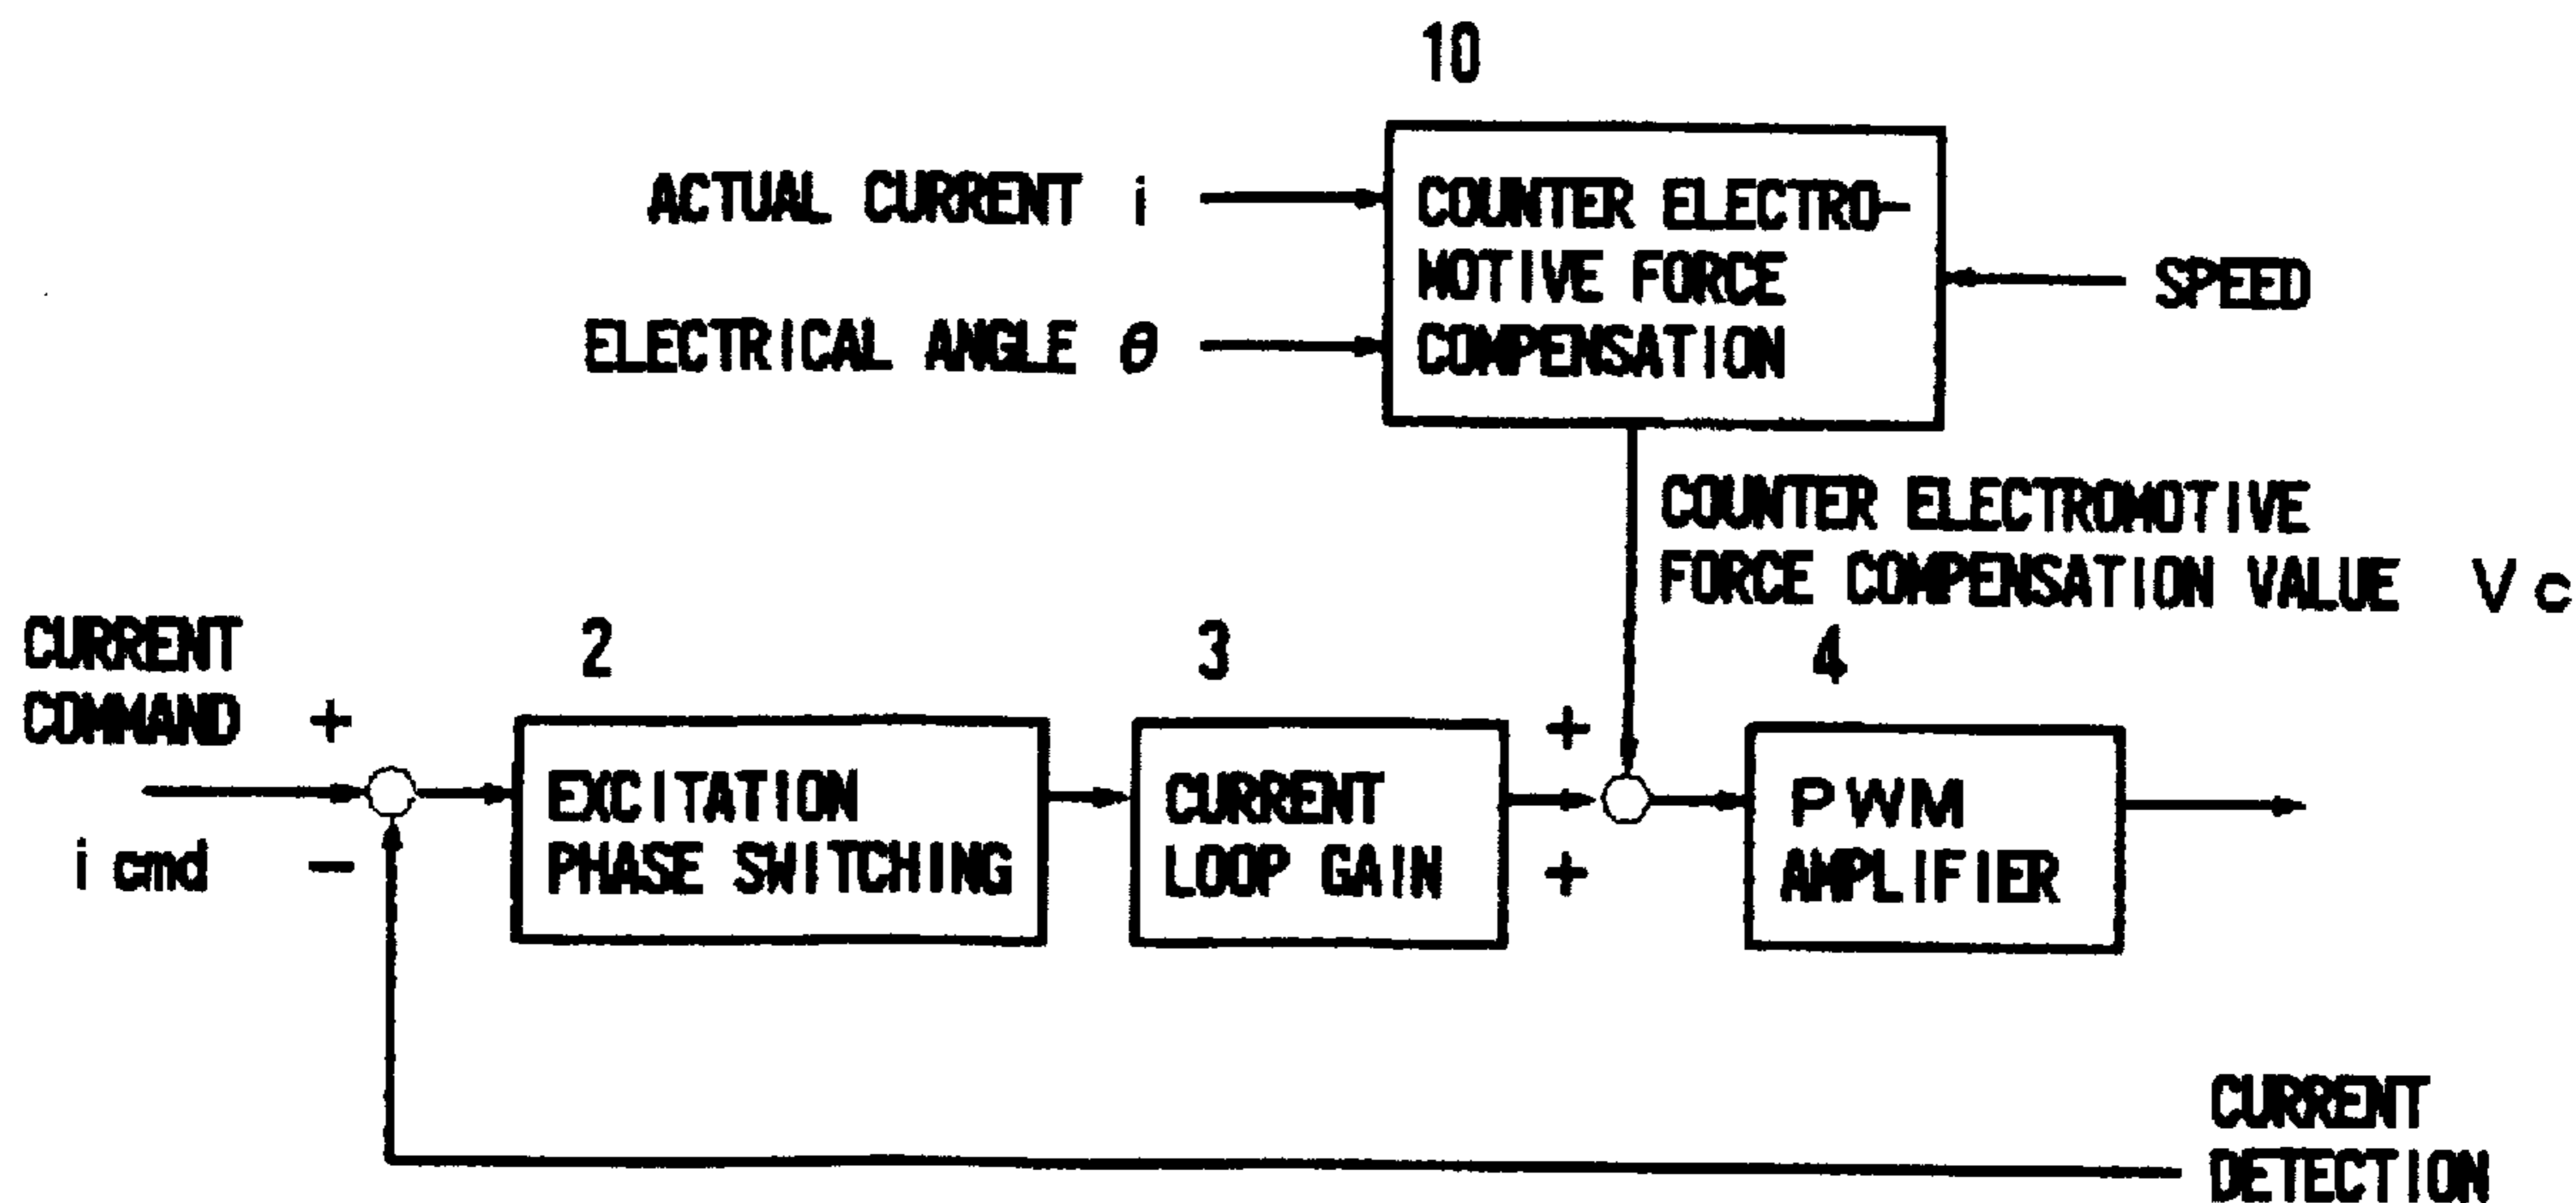 10
ACTUAL CURRENT i
COUNTER ELECTRO-
MOTIVE FORCE
COMPENSATION
SPEED
ELECTRICAL ANGLE θ
COUNTER ELECTROMOTIVE
FORCE COMPENSATION VALUE Vc
CURRENT
COMMAND +
i cmd −
2
EXCITATION
PHASE SWITCHING
3
CURRENT
LOOP GAIN
+
+
4
PWM
AMPLIFIER
CURRENT
DETECTION